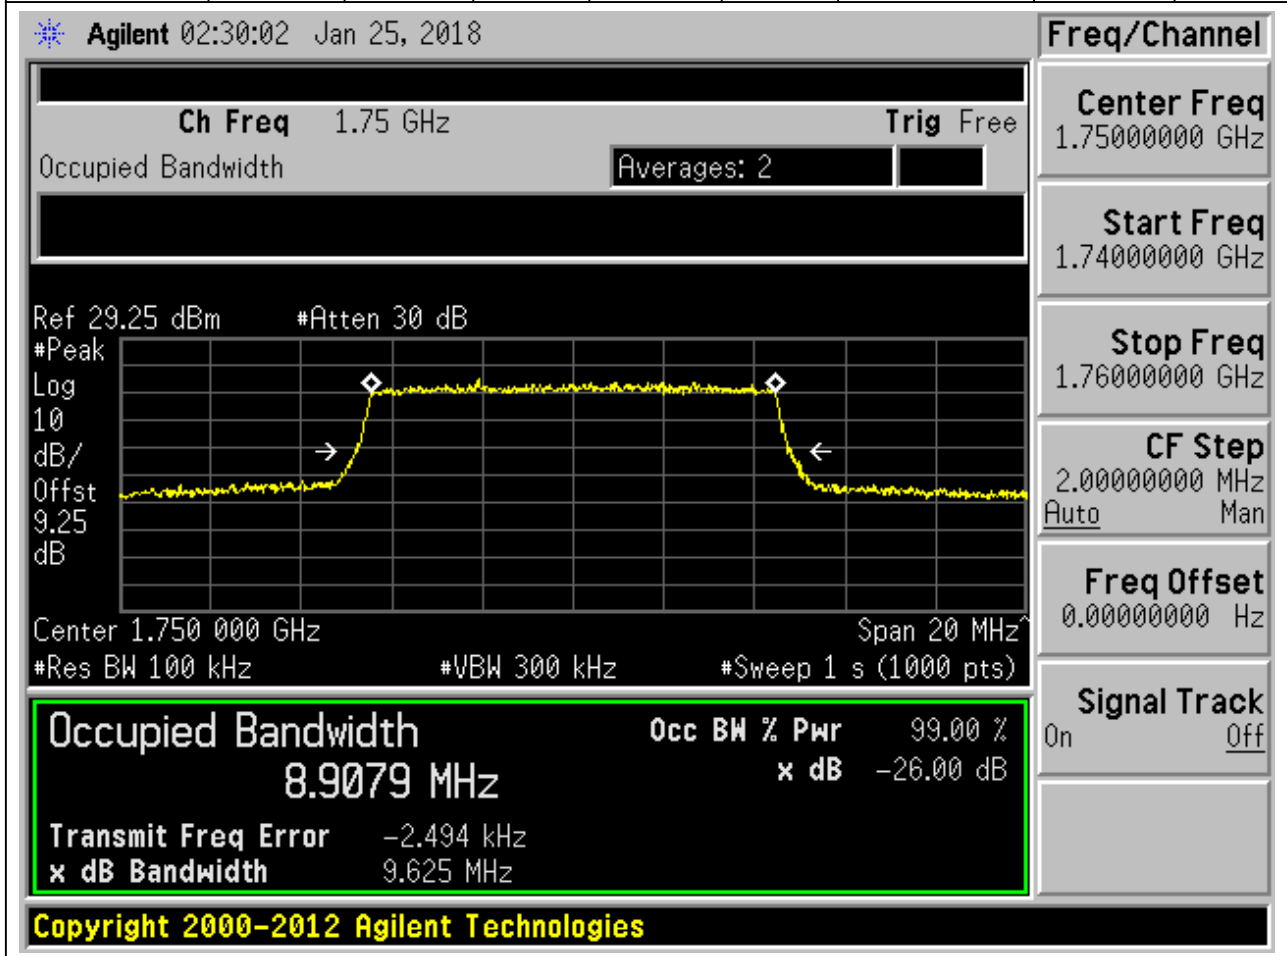 Agilent 02:30:02 Jan 25, 2018
Freq/Channel
Ch Freq 1.75 GHz Trig Free
Occupied Bandwidth Averages: 2
Center Freq
1.75000000 GHz
Start Freq
1.74000000 GHz
Stop Freq
1.76000000 GHz
CF Step
2.00000000 MHz
Auto Man
Freq Offset
0.00000000 Hz
Signal Track
On Off
Ref 29.25 dBm #Atten 30 dB
#Peak
Log
10
dB/
Offst
9.25
dB
Center 1.750 000 GHz Span 20 MHz^
#Res BW 100 kHz #VBW 300 kHz #Sweep 1 s (1000 pts)
Occupied Bandwidth Occ BW % Pwr 99.00 %
8.9079 MHz x dB -26.00 dB
Transmit Freq Error -2.494 kHz
x dB Bandwidth 9.625 MHz
Copyright 2000-2012 Agilent Technologies